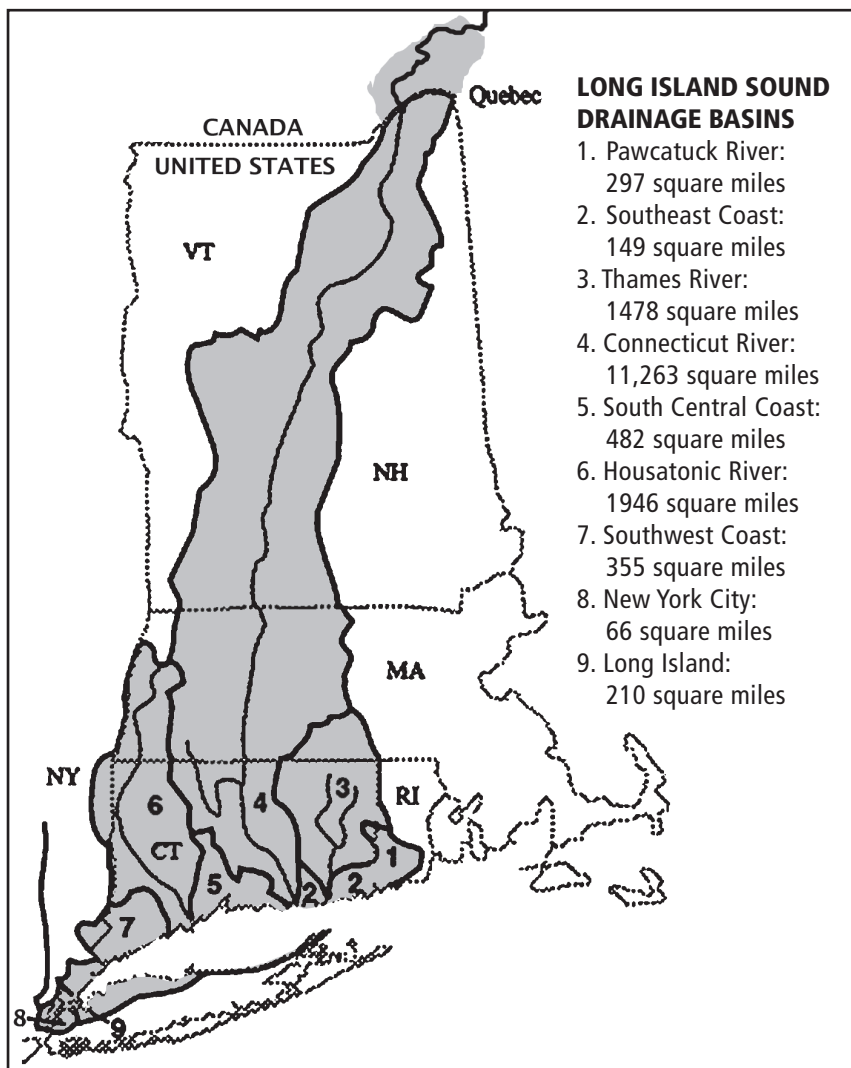 Quebec
CANADA
UNITED STATES
VT
NH
MA
NY
RI
CT
6
4
3
1
5
2
2
7
8
9
LONG ISLAND SOUND
DRAINAGE BASINS
1. Pawcatuck River:
297 square miles
2. Southeast Coast:
149 square miles
3. Thames River:
1478 square miles
4. Connecticut River:
11,263 square miles
5. South Central Coast:
482 square miles
6. Housatonic River:
1946 square miles
7. Southwest Coast:
355 square miles
8. New York City:
66 square miles
9. Long Island:
210 square miles